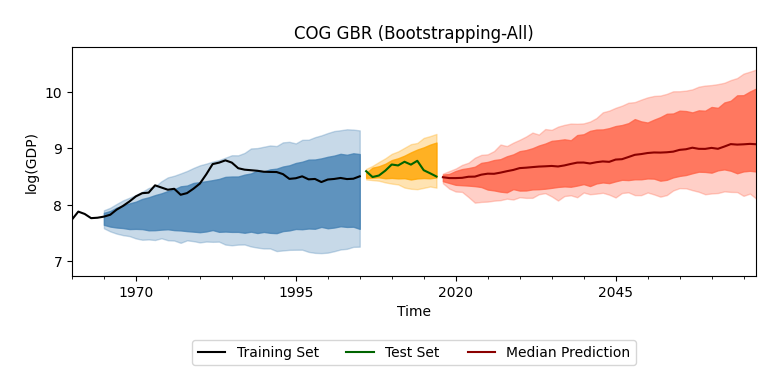 COG GBR (Bootstrapping-All)
log(GDP)
10
9
8
7
1970 1995 2020 2045
Time
Training Set Test Set Median Prediction